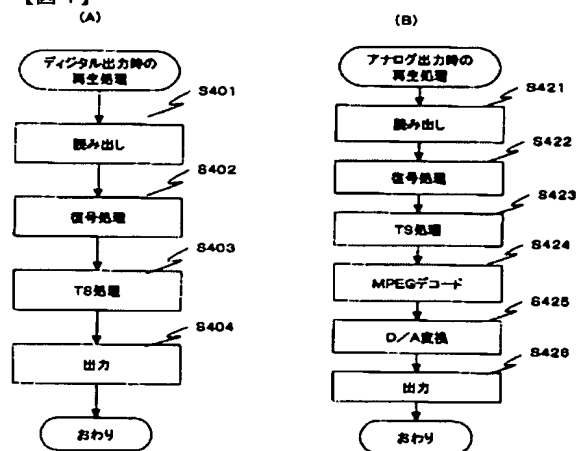 (A)
ディジタル出力時の
再生処理
S401
読み出し
S402
復号処理
S403
TS処理
S404
出力
おわり
(B)
アナログ出力時の
再生処理
S421
読み出し
S422
復号処理
S423
TS処理
S424
MPEGデコード
S425
D/A変換
S426
出力
おわり